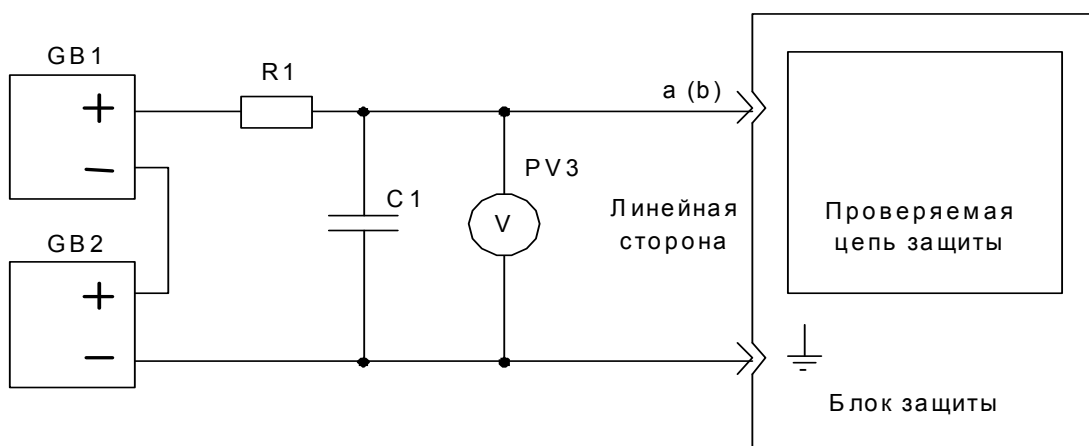 GB1
+
−
R1
a (b)
PV3
V
C1
GB2
+
−
Линейная
сторона
Проверяемая
цепь защиты
Блок защиты